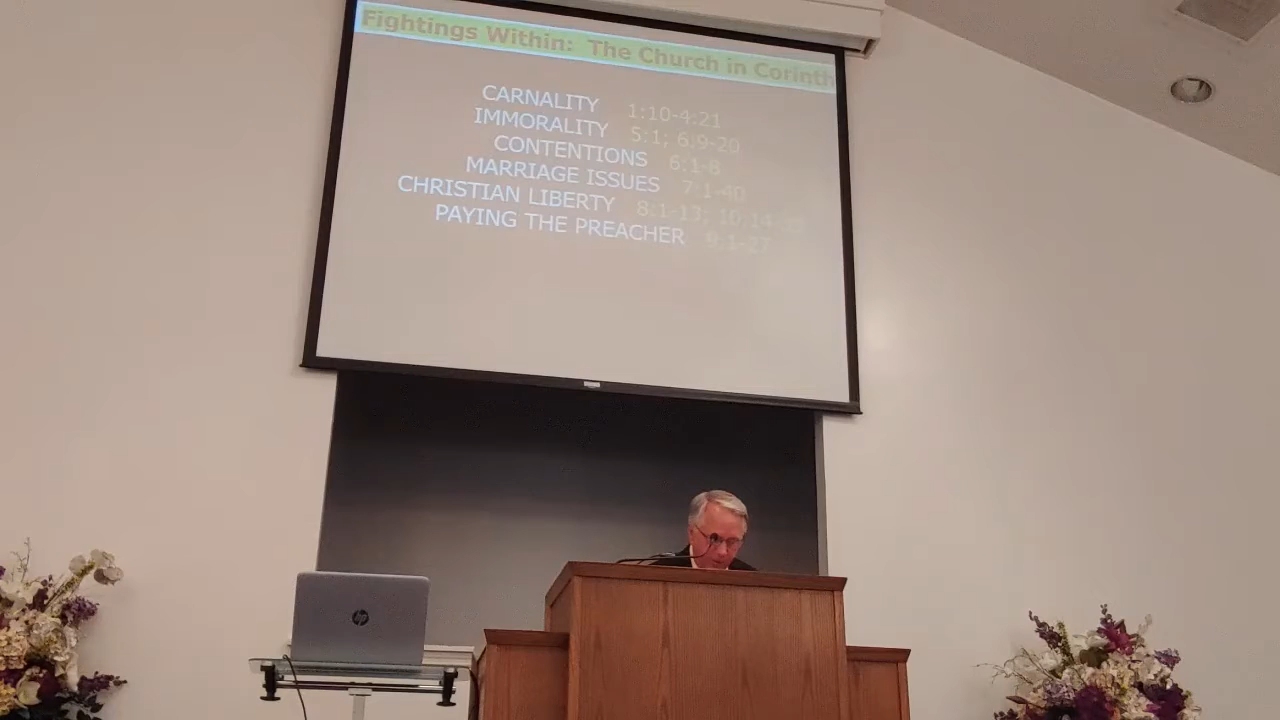 Fightings Within: The Church in Corinth
CARNALITY 1:10-4:21
IMMORALITY 5:1; 6:9-20
CONTENTIONS 6:1-8
MARRIAGE ISSUES 7:1-40
CHRISTIAN LIBERTY 8:1-13; 10:14-
PAYING THE PREACHER 9:1-27
hp